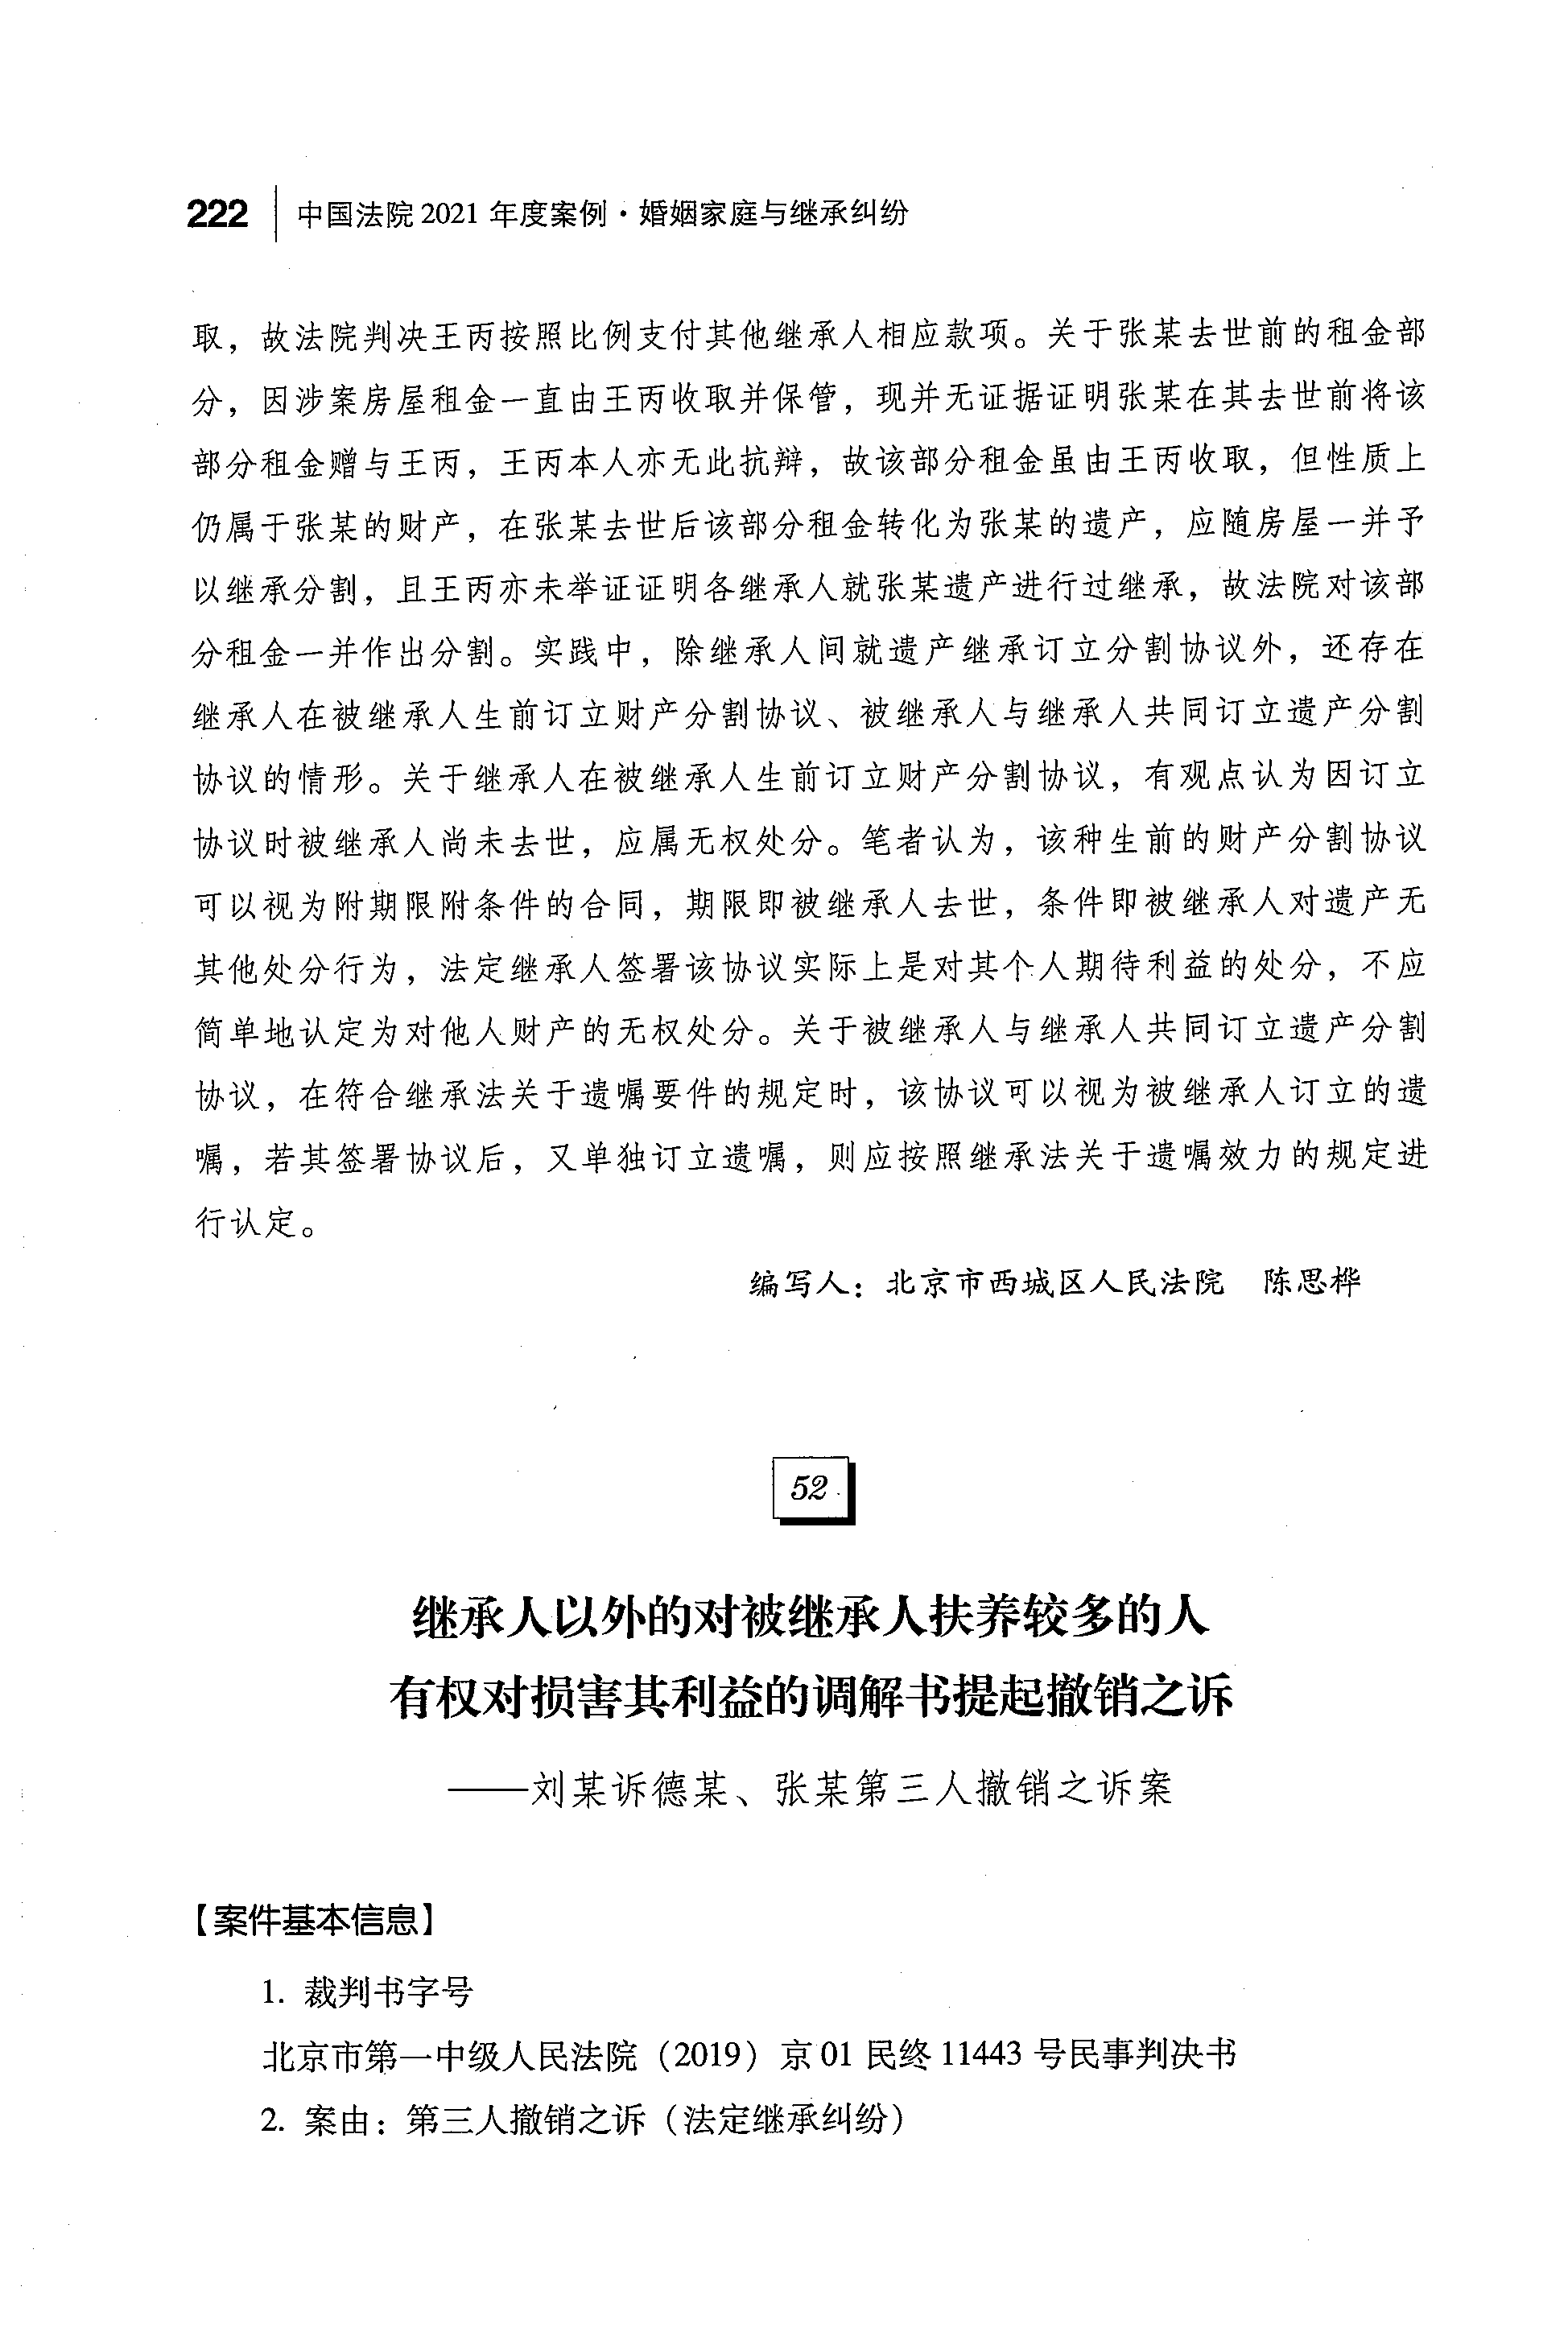 222 中国法院2021年度案例·婚姻家庭与继承纠纷
取，故法院判决王丙按照比例支付其他继承人相应款项。关于张某去世前的租金部
分，因涉案房屋租金一直由王丙收取并保管，现并无证据证明张某在其去世前将该
部分租金赠与王丙，王丙本人亦无此抗辩，故该部分租金虽由王丙收取，但性质上
仍属于张某的财产，在张某去世后该部分租金转化为张某的遗产，应随房屋一并予
以继承分割，且王丙亦未举证证明各继承人就张某遗产进行过继承，故法院对该部
分租金一并作出分割。实践中，除继承人间就遗产继承订立分割协议外，还存在
继承人在被继承人生前订立财产分割协议、被继承人与继承人共同订立遗产分割
协议的情形。关于继承人在被继承人生前订立财产分割协议，有观点认为因订立
协议时被继承人尚未去世，应属无权处分。笔者认为，该种生前的财产分割协议
可以视为附期限附条件的合同，期限即被继承人去世，条件即被继承人对遗产无
其他处分行为，法定继承人签署该协议实际上是对其个人期待利益的处分，不应
简单地认定为对他人财产的无权处分。关于被继承人与继承人共同订立遗产分割
协议，在符合继承法关于遗嘱要件的规定时，该协议可以视为被继承人订立的遗
嘱，若其签署协议后，又单独订立遗嘱，则应按照继承法关于遗嘱效力的规定进
行认定。
编写人：北京市西城区人民法院 陈思桦
52
继承人以外的对被继承人扶养较多的人
有权对损害其利益的调解书提起撤销之诉
——刘某诉德某、张某第三人撤销之诉案
【案件基本信息】
1. 裁判书字号
北京市第一中级人民法院（2019）京01民终11443号民事判决书
2. 案由：第三人撤销之诉（法定继承纠纷）